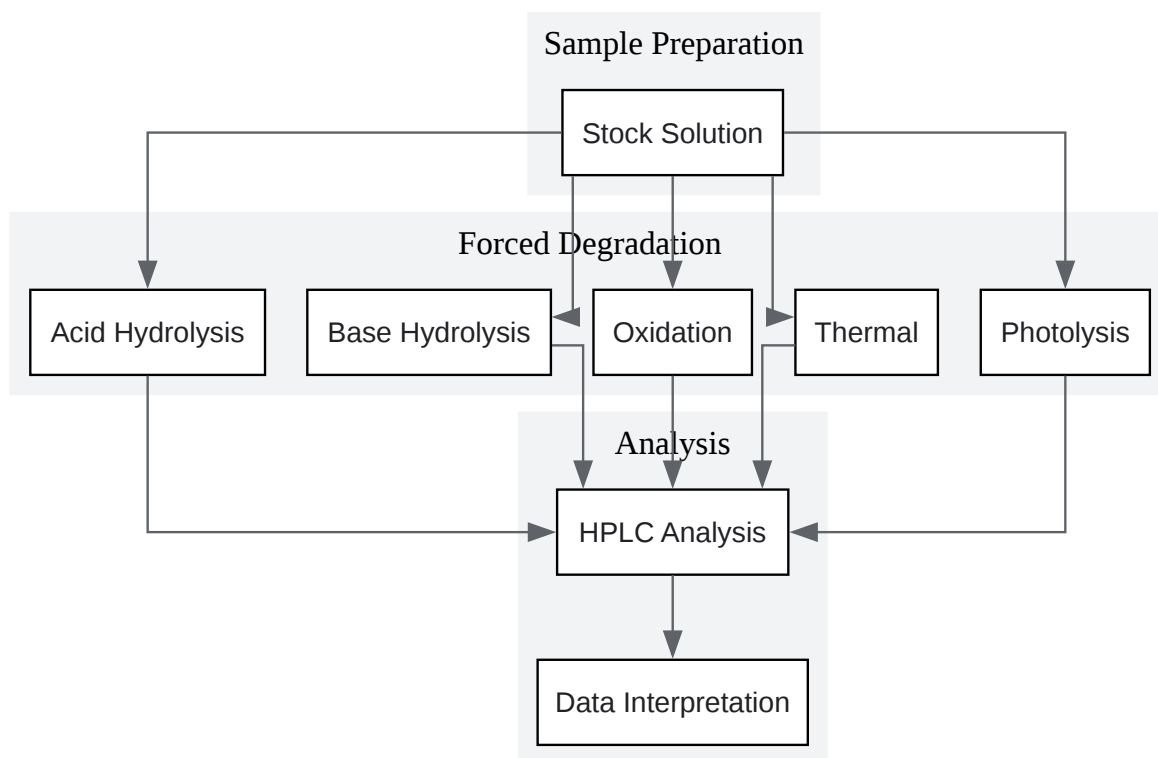 Sample Preparation
Stock Solution
Forced Degradation
Acid Hydrolysis
Base Hydrolysis
Oxidation
Thermal
Photolysis
Analysis
HPLC Analysis
Data Interpretation